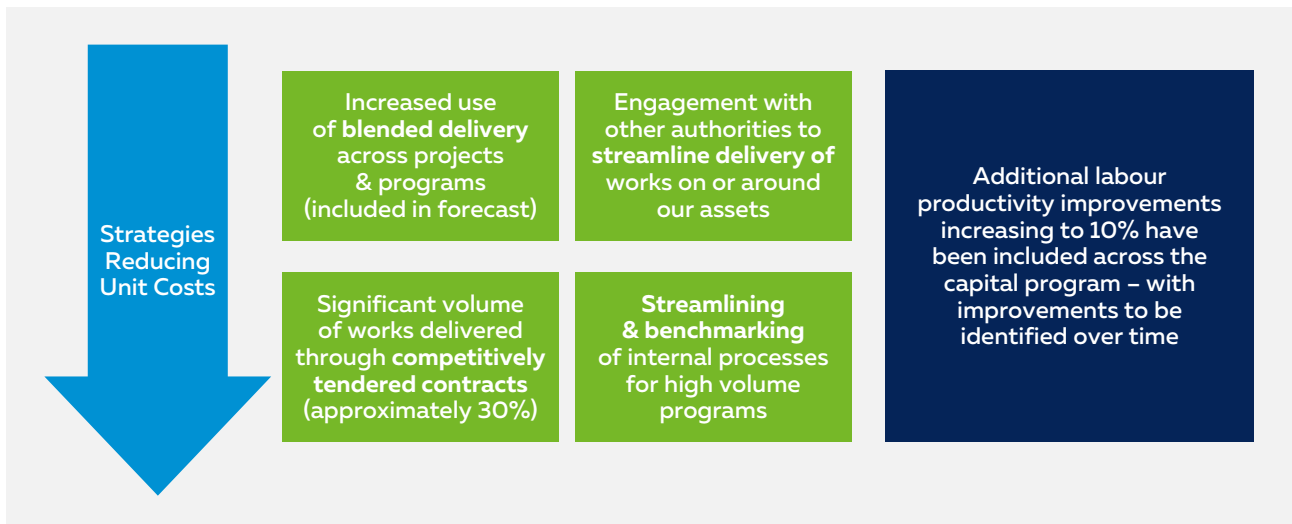 Strategies
Reducing
Unit Costs
Increased use
of blended delivery
across projects
& programs
(included in forecast)
Engagement with
other authorities to
streamline delivery of
works on or around
our assets
Significant volume
of works delivered
through competitively
tendered contracts
(approximately 30%)
Streamlining
& benchmarking
of internal processes
for high volume
programs
Additional labour
productivity improvements
increasing to 10% have
been included across the
capital program – with
improvements to be
identified over time